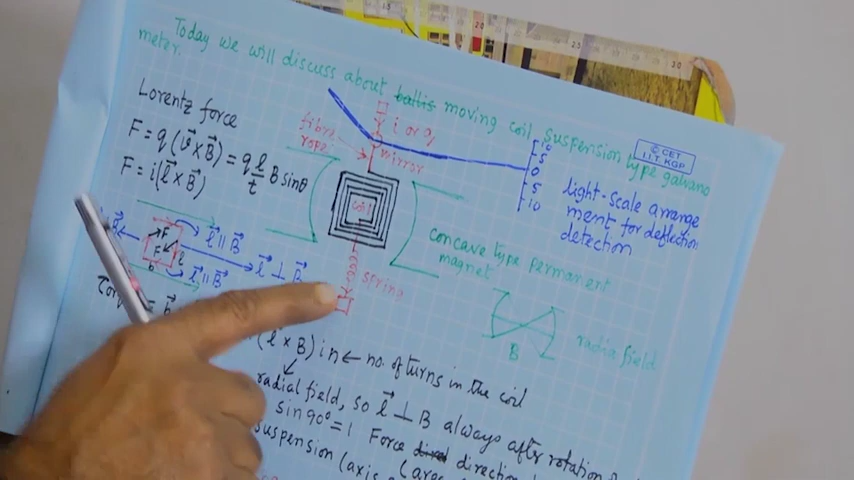 Today we will discuss about ballis moving coil suspension type galvano
meter.
© CET
I.I.T. KGP
Lorentz force
F = q (v⃗ × B⃗) = q l/t B sinθ
F = i(l⃗ × B⃗)
fibre
rope
i or q
mirror
coil
spring
10
5
0
5
10
light-scale arrange
ment for deflection
detection
concave type permanent
magnet
B
radial field
F
F
l
b
l⃗ ∥ B⃗
l⃗ ∥ B⃗
l⃗ ⊥ B⃗
(l⃗ × B) i n ← no. of turns in the coil
radial field, so l⃗ ⊥ B always after rotation
sin 90° = 1 Force direction
suspension (axis